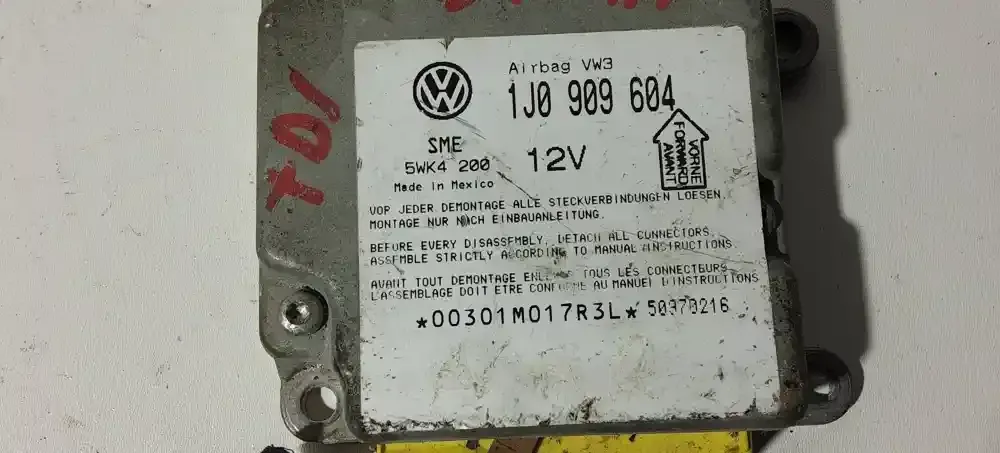 TDI
Airbag VW3
1J0 909 604
SME
5WK4 200
12V
Made in Mexico
VORNE
FORWARD
AVANT
VOR JEDER DEMONTAGE ALLE STECKVERBINDUNGEN LOESEN.
MONTAGE NUR NACH EINBAUANLEITUNG.
BEFORE EVERY DISASSEMBLY, DETACH ALL CONNECTORS.
ASSEMBLE STRICTLY ACCORDING TO MANUAL INSTRUCTIONS.
AVANT TOUT DEMONTAGE TOUS LES CONNECTEURS
L'ASSEMBLAGE DOIT ETRE CONFORME AU MANUEL D'INSTRUCTIONS
*00301M017R3L*